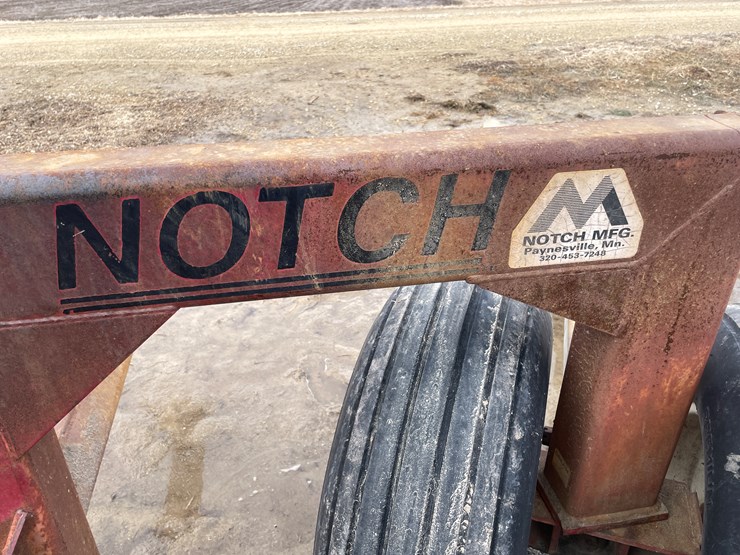 NOTCH
M
NOTCH MFG.
Paynesville, Mn.
320-453-7248